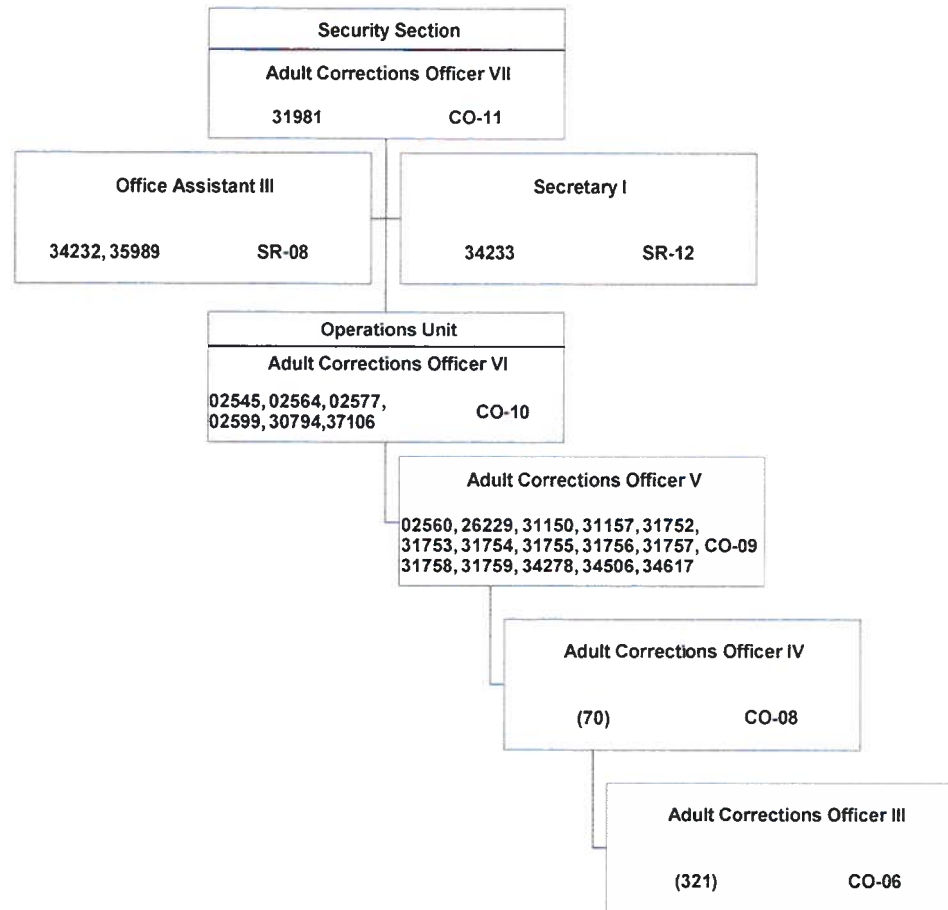 Security Section
Adult Corrections Officer VII
31981 CO-11
Office Assistant III
34232, 35989 SR-08
Secretary I
34233 SR-12
Operations Unit
Adult Corrections Officer VI
02545, 02564, 02577,
02599, 30794,37106 CO-10
Adult Corrections Officer V
02560, 26229, 31150, 31157, 31752,
31753, 31754, 31755, 31756, 31757, CO-09
31758, 31759, 34278, 34506, 34617
Adult Corrections Officer IV
(70) CO-08
Adult Corrections Officer III
(321) CO-06